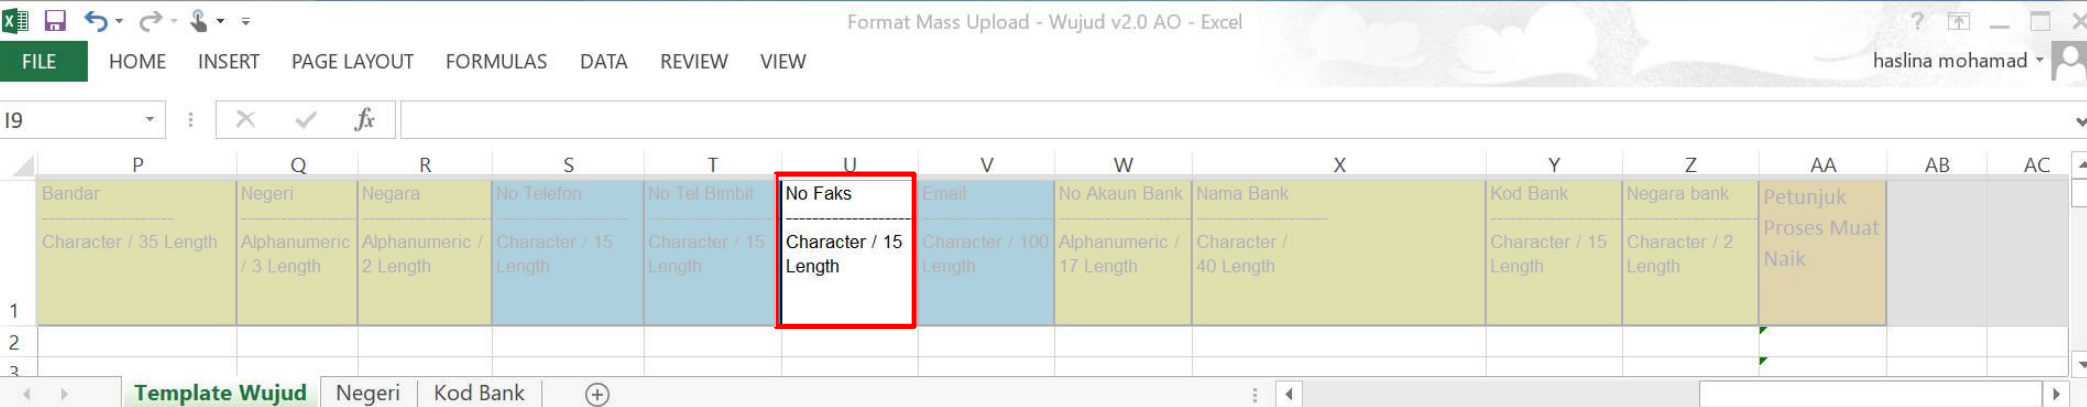 Format Mass Upload - Wujud v2.0 AO - Excel
?
FILE HOME INSERT PAGE LAYOUT FORMULAS DATA REVIEW VIEW
haslina mohamad
I9
fx
P Q R S T U V W X Y Z AA AB AC
Bandar
--------------------
Character / 35 Length
Negeri
--------------------
Alphanumeric
/ 3 Length
Negara
--------------------
Alphanumeric /
2 Length
No Telefon
--------------------
Character / 15
Length
No Tel Bimbit
--------------------
Character / 15
Length
No Faks
--------------------
Character / 15
Length
Email
--------------------
Character / 100
Length
No Akaun Bank
--------------------
Alphanumeric /
17 Length
Nama Bank
--------------------
Character /
40 Length
Kod Bank
--------------------
Character / 15
Length
Negara bank
--------------------
Character / 2
Length
Petunjuk
Proses Muat
Naik
1
2
3
Template Wujud Negeri Kod Bank